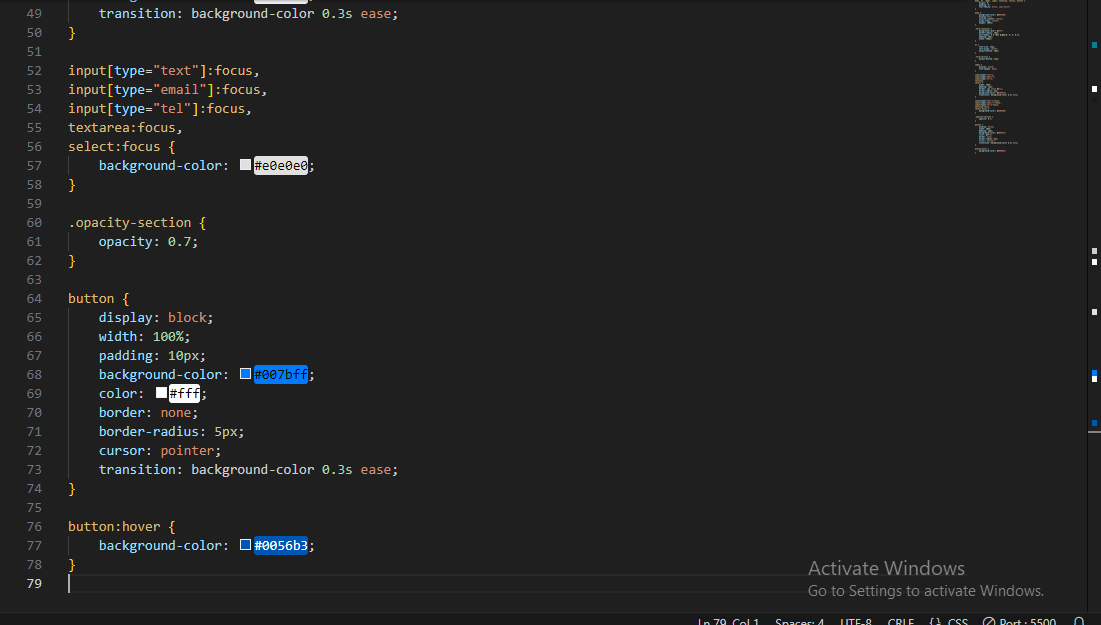 49 transition: background-color 0.3s ease;
50 }
51
52 input[type="text"]:focus,
53 input[type="email"]:focus,
54 input[type="tel"]:focus,
55 textarea:focus,
56 select:focus {
57 background-color: #e0e0e0;
58 }
59
60 .opacity-section {
61 opacity: 0.7;
62 }
63
64 button {
65 display: block;
66 width: 100%;
67 padding: 10px;
68 background-color: #007bff;
69 color: #fff;
70 border: none;
71 border-radius: 5px;
72 cursor: pointer;
73 transition: background-color 0.3s ease;
74 }
75
76 button:hover {
77 background-color: #0056b3;
78 }
79
Activate Windows
Go to Settings to activate Windows.
Ln 79, Col 1 Spaces: 4 UTF-8 CRLF {} CSS Port : 5500